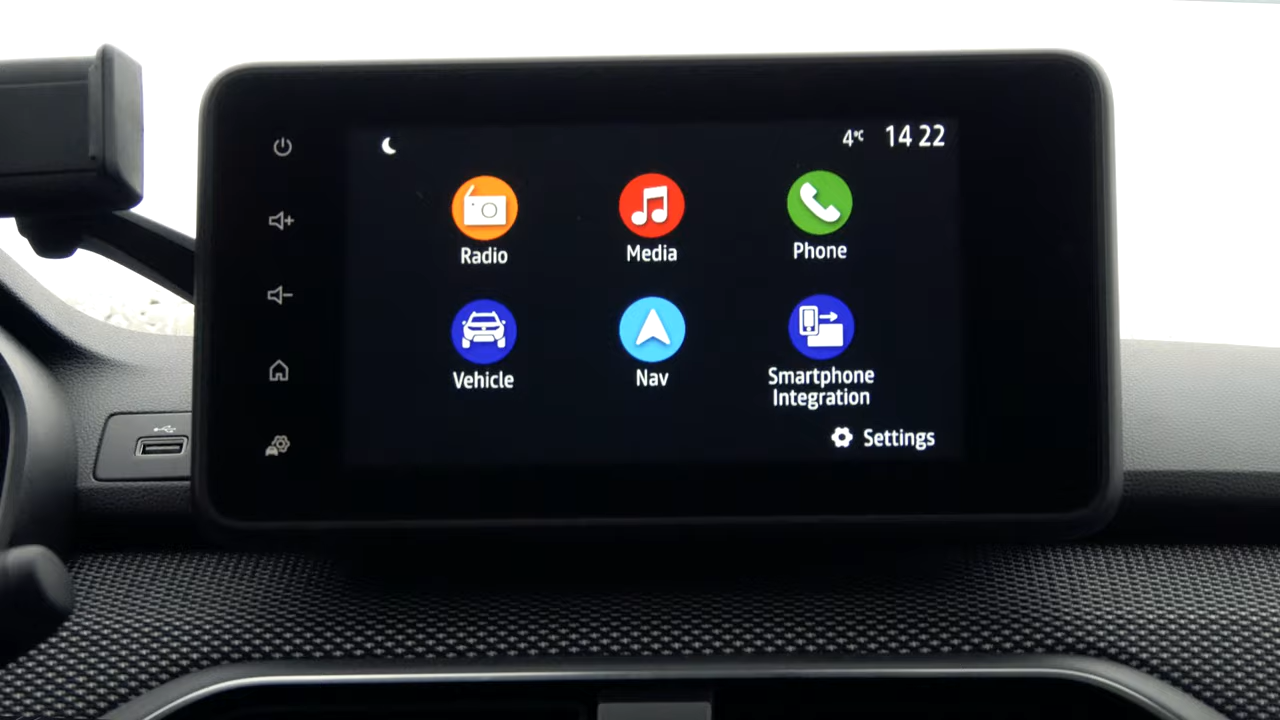 4°C 14 22
Radio
Media
Phone
Vehicle
Nav
Smartphone
Integration
Settings